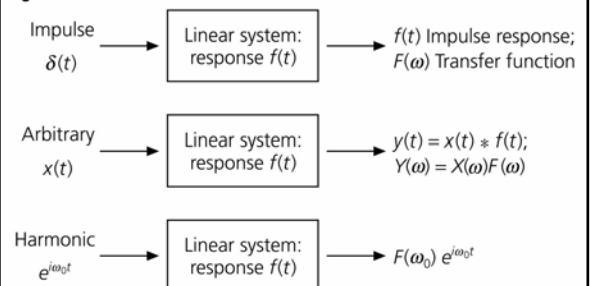 Impulse
δ(t)
Linear system:
response f(t)
f(t) Impulse response;
F(ω) Transfer function
Arbitrary
x(t)
Linear system:
response f(t)
y(t) = x(t) * f(t);
Y(ω) = X(ω)F(ω)
Harmonic
e^{iω₀t}
Linear system:
response f(t)
F(ω₀) e^{iω₀t}